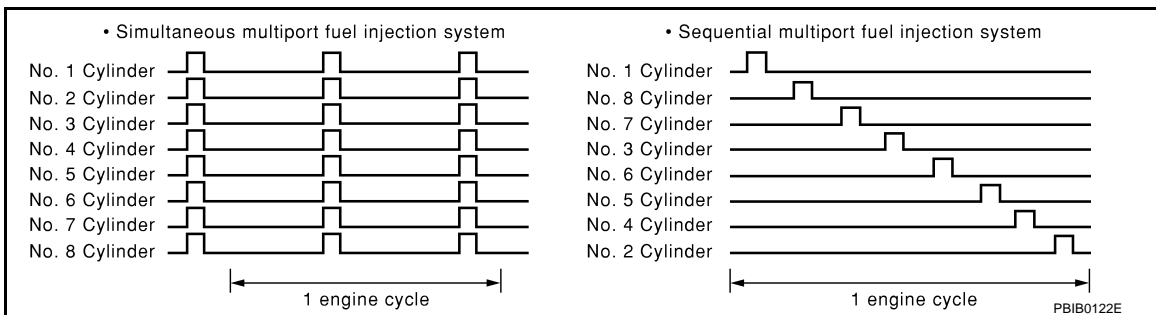 • Simultaneous multiport fuel injection system
No. 1 Cylinder
No. 2 Cylinder
No. 3 Cylinder
No. 4 Cylinder
No. 5 Cylinder
No. 6 Cylinder
No. 7 Cylinder
No. 8 Cylinder
1 engine cycle
• Sequential multiport fuel injection system
No. 1 Cylinder
No. 8 Cylinder
No. 7 Cylinder
No. 3 Cylinder
No. 6 Cylinder
No. 5 Cylinder
No. 4 Cylinder
No. 2 Cylinder
1 engine cycle
PBIB0122E